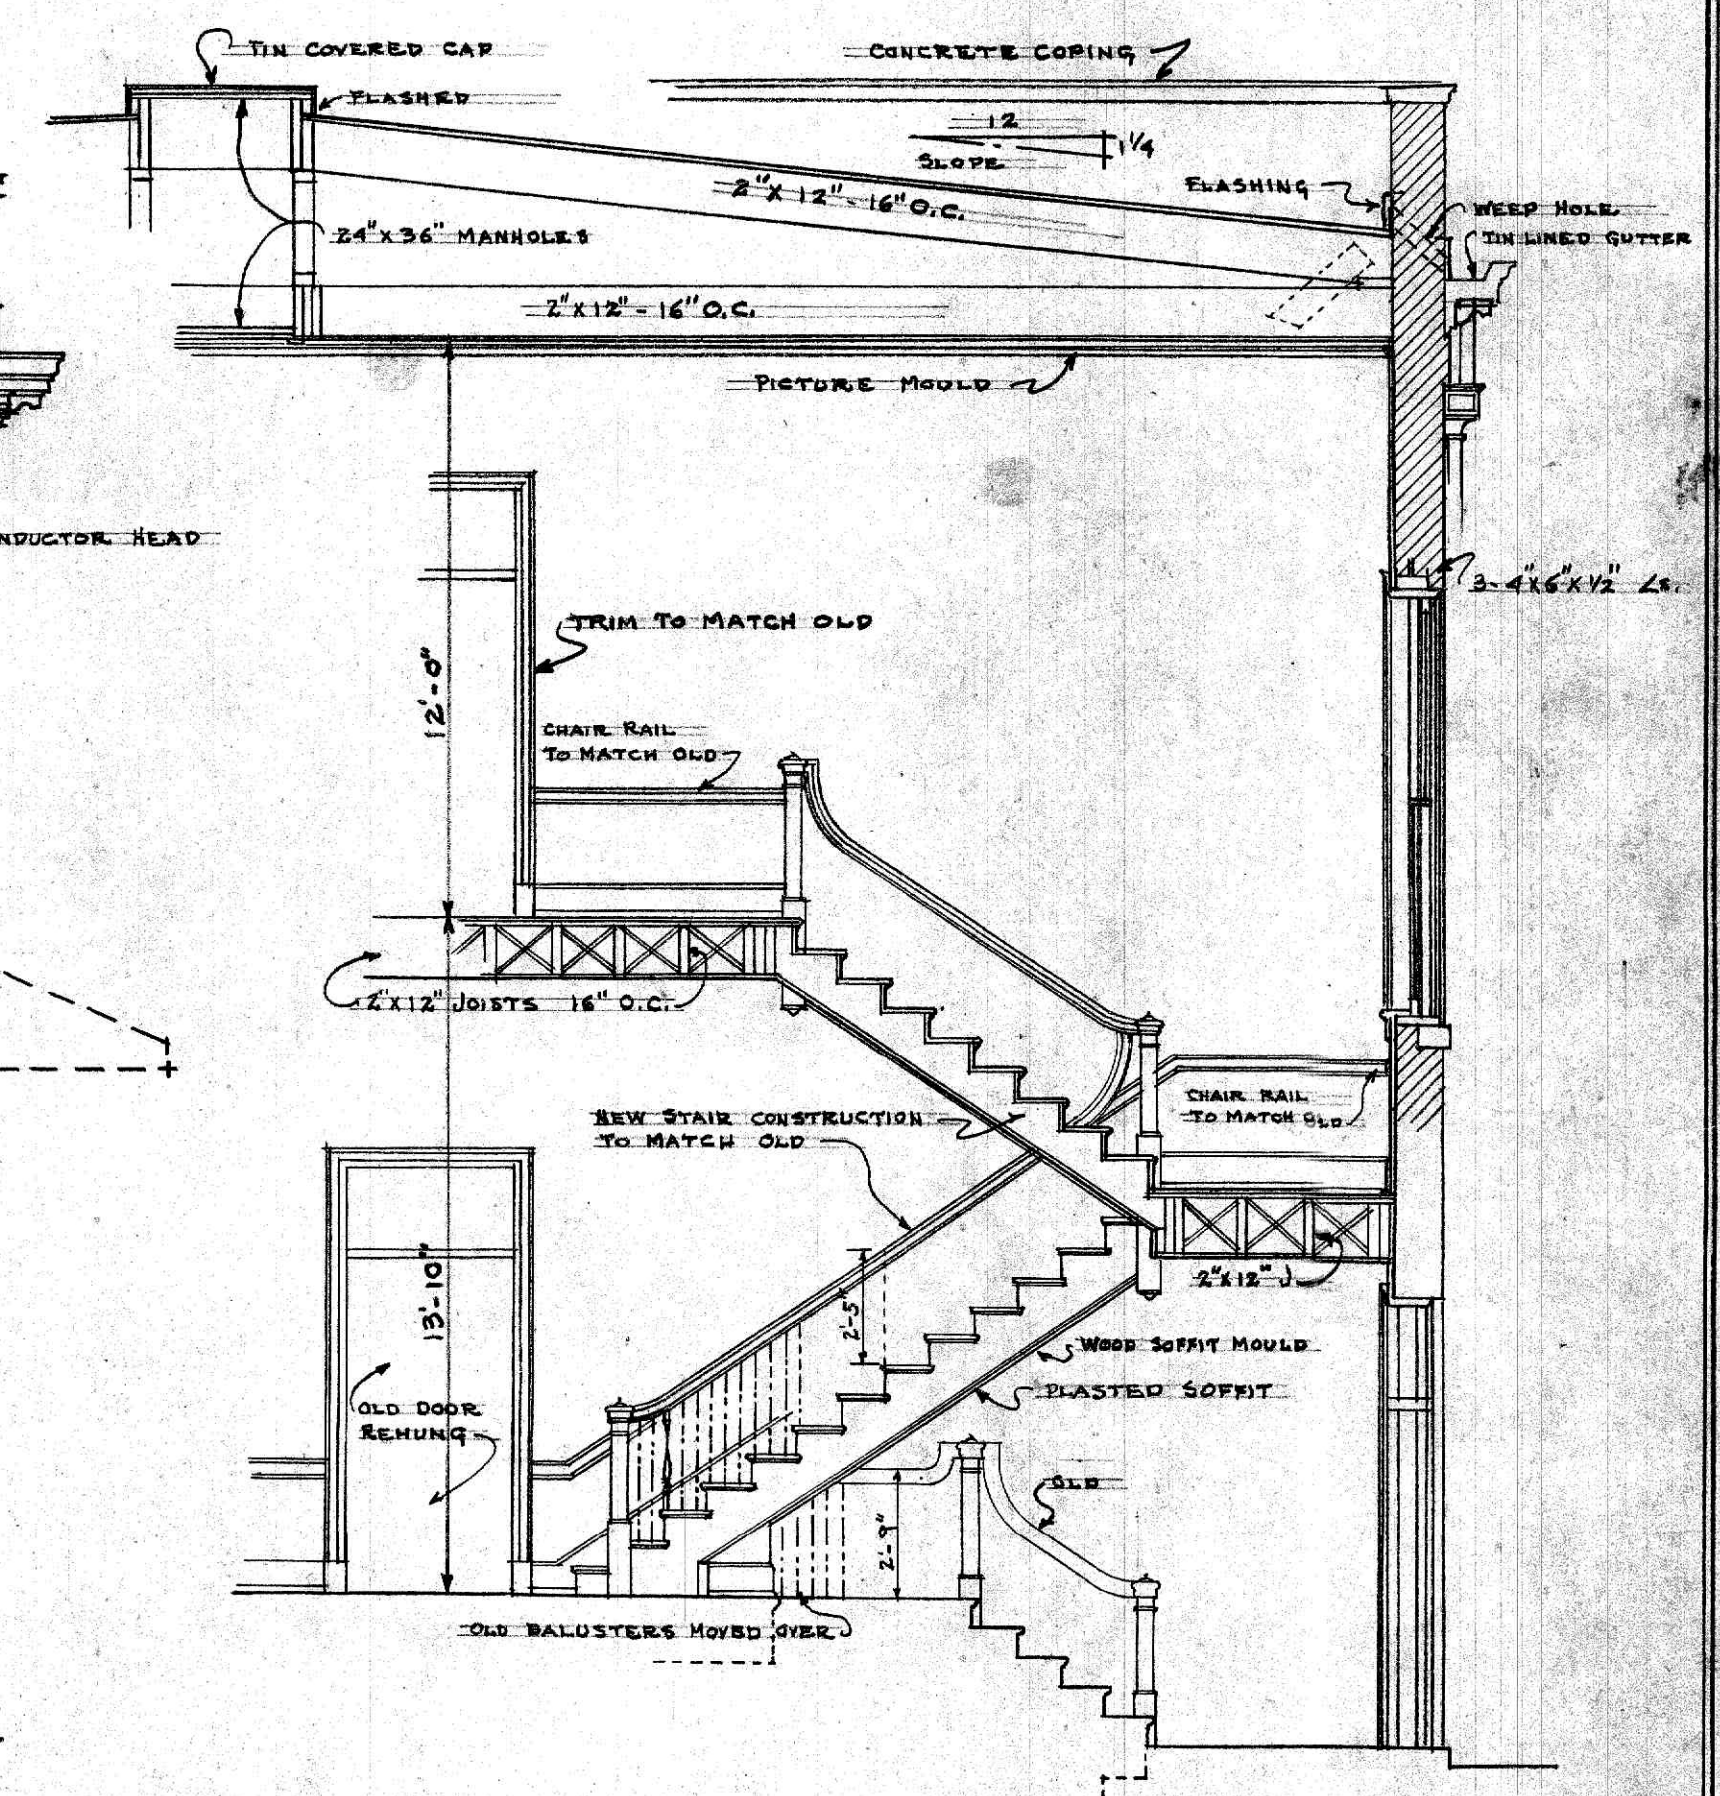 TIN COVERED CAP
CONCRETE COPING
FLASHED
12
1 1/4
SLOPE
2" X 12" - 16" O.C.
FLASHING
WEEP HOLE
TIN LINED GUTTER
24" X 36" MANHOLES
2" X 12" - 16" O.C.
PICTURE MOULD
NDUCTOR HEAD
3 - 4" X 6" X 1/2" Ls.
TRIM TO MATCH OLD
12'-0"
CHAIR RAIL
TO MATCH OLD
2" X 12" JOISTS 16" O.C.
CHAIR RAIL
TO MATCH OLD
NEW STAIR CONSTRUCTION
TO MATCH OLD
13'-10"
2" X 12" J.
2'-5"
WOOD SOFFIT MOULD
PLASTED SOFFIT
OLD DOOR
REHUNG
OLD
2'-9"
OLD BALUSTERS MOVED OVER